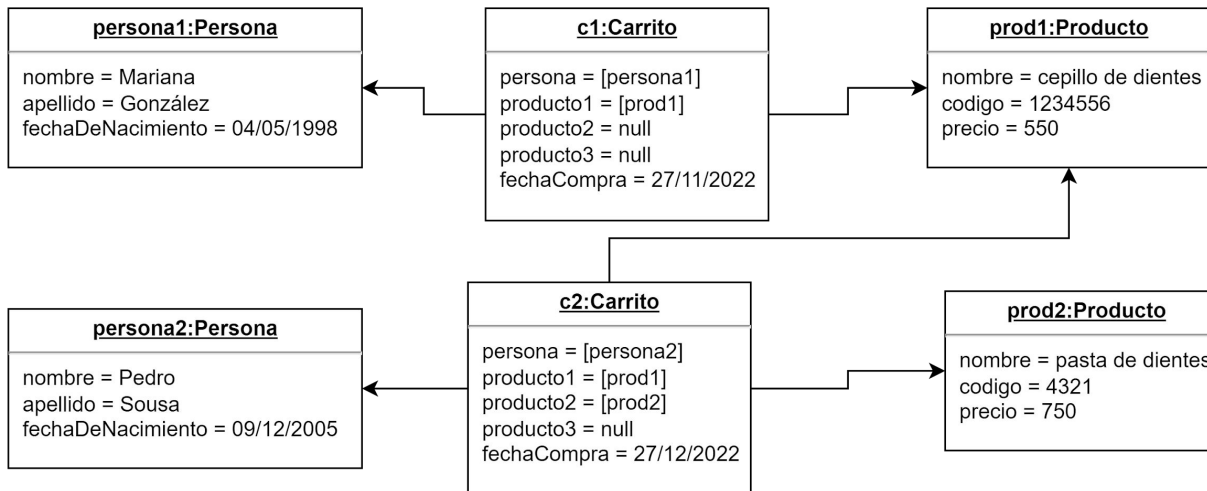 persona1:Persona
nombre = Mariana
apellido = González
fechaDeNacimiento = 04/05/1998
c1:Carrito
persona = [persona1]
producto1 = [prod1]
producto2 = null
producto3 = null
fechaCompra = 27/11/2022
prod1:Producto
nombre = cepillo de dientes
codigo = 1234556
precio = 550
persona2:Persona
nombre = Pedro
apellido = Sousa
fechaDeNacimiento = 09/12/2005
c2:Carrito
persona = [persona2]
producto1 = [prod1]
producto2 = [prod2]
producto3 = null
fechaCompra = 27/12/2022
prod2:Producto
nombre = pasta de dientes
codigo = 4321
precio = 750